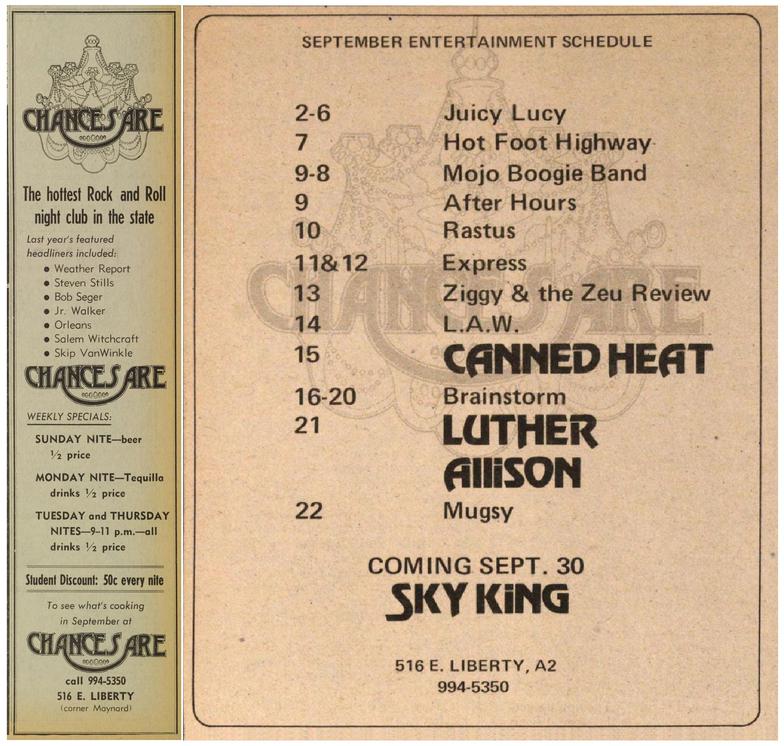 CHANCES ARE
The hottest Rock and Roll
night club in the state
Last year's featured
headliners included:
● Weather Report
● Steven Stills
● Bob Seger
● Jr. Walker
● Orleans
● Salem Witchcraft
● Skip VanWinkle
CHANCES ARE
WEEKLY SPECIALS:
SUNDAY NITE—beer
½ price
MONDAY NITE—Tequilla
drinks ½ price
TUESDAY and THURSDAY
NITES—9-11 p.m.—all
drinks ½ price
Student Discount: 50c every nite
To see what's cooking
in September at
CHANCES ARE
call 994-5350
516 E. LIBERTY
(corner Maynard)
SEPTEMBER ENTERTAINMENT SCHEDULE
2-6 Juicy Lucy
7 Hot Foot Highway
9-8 Mojo Boogie Band
9 After Hours
10 Rastus
11&12 Express
CHANCES ARE
13 Ziggy & the Zeu Review
14 L.A.W.
15 CANNED HEAT
16-20 Brainstorm
21 LUTHER
ALLISON
22 Mugsy
COMING SEPT. 30
SKY KING
516 E. LIBERTY, A2
994-5350